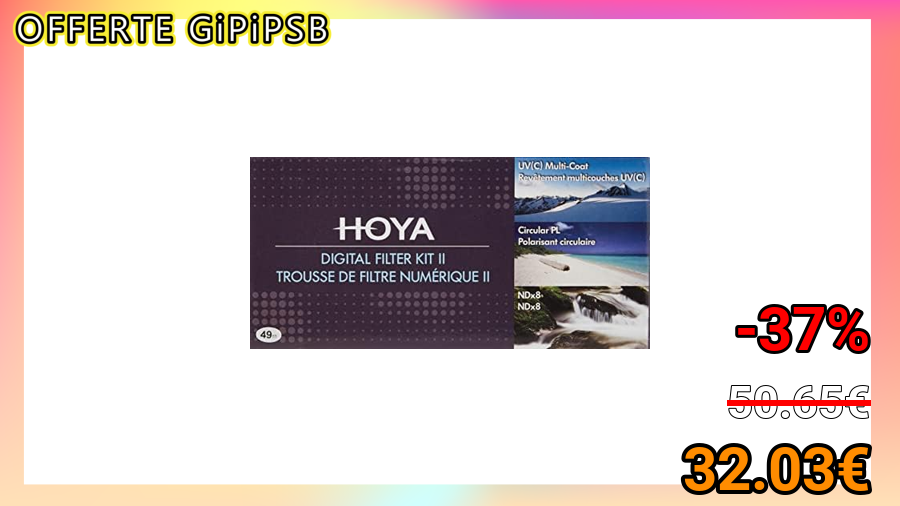 OFFERTE GiPiPSB
HOYA
DIGITAL FILTER KIT II
TROUSSE DE FILTRE NUMÉRIQUE II
49
UV(C) Multi-Coat
Revêtement multicouches UV(C)
Circular PL
Polarisant circulaire
NDx8
NDx8
-37%
50.65€
32.03€